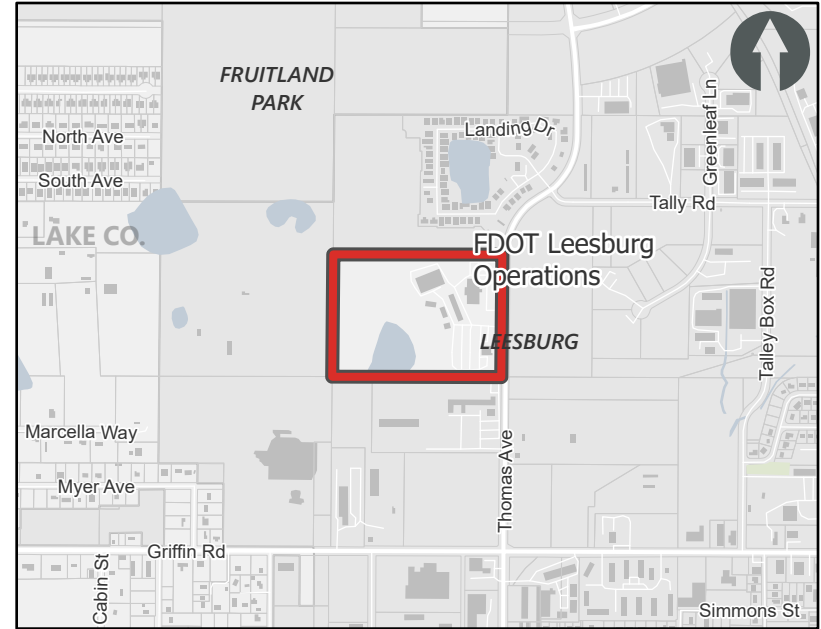 FRUITLAND
PARK
Greenleaf Ln
Landing Dr
North Ave
South Ave
Tally Rd
LAKE CO.
FDOT Leesburg
Operations
Talley Box Rd
LEESBURG
Marcella Way
Thomas Ave
Myer Ave
Griffin Rd
Cabin St
Simmons St